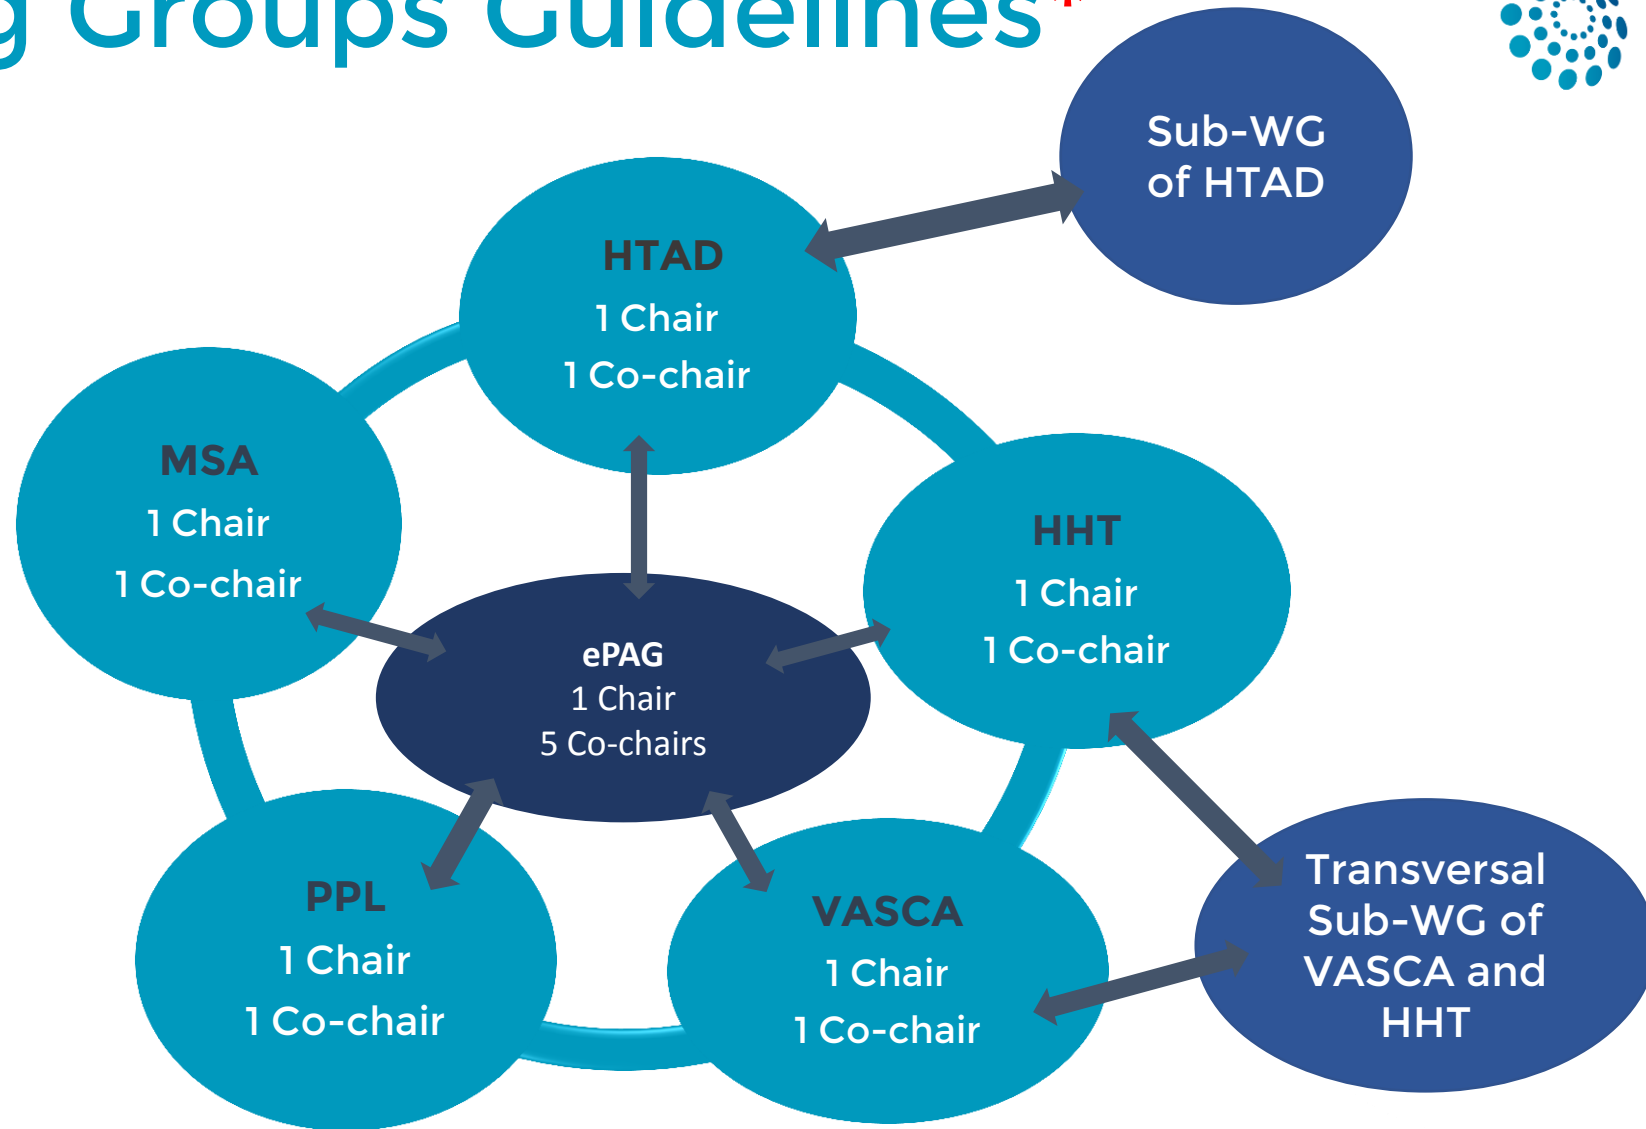 g Groups Guidelines*
Sub-WG
of HTAD
HTAD
1 Chair
1 Co-chair
MSA
1 Chair
1 Co-chair
HHT
1 Chair
1 Co-chair
ePAG
1 Chair
5 Co-chairs
PPL
1 Chair
1 Co-chair
VASCA
1 Chair
1 Co-chair
Transversal
Sub-WG of
VASCA and
HHT